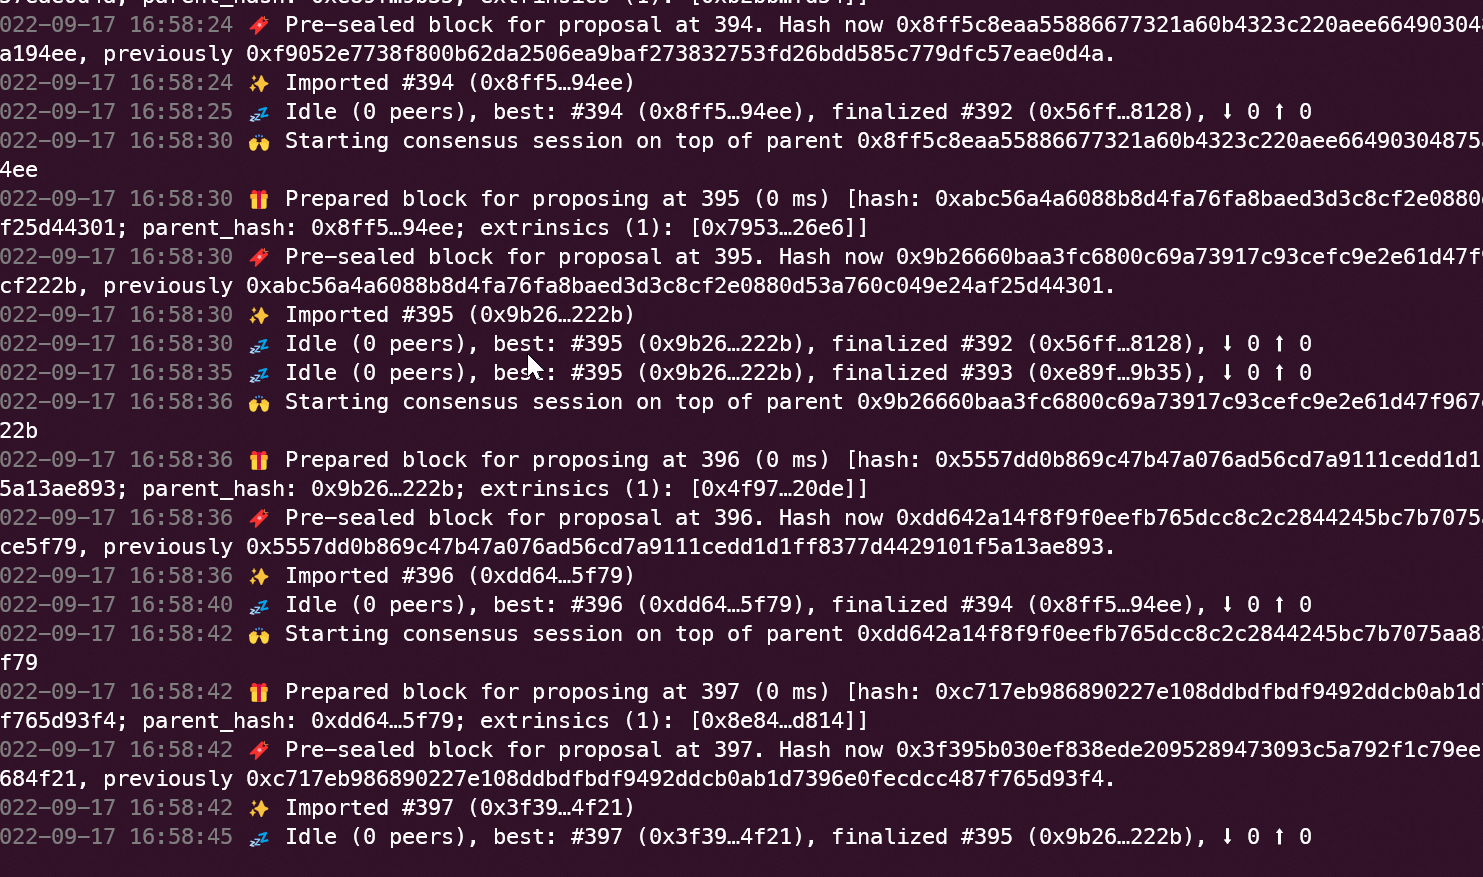 022-09-17 16:58:24 🧧 Pre-sealed block for proposal at 394. Hash now 0x8ff5c8eaa55886677321a60b4323c220aee66490304
a194ee, previously 0xf9052e7738f800b62da2506ea9baf273832753fd26bdd585c779dfc57eae0d4a.
022-09-17 16:58:24 ✨ Imported #394 (0x8ff5…94ee)
022-09-17 16:58:25 💤 Idle (0 peers), best: #394 (0x8ff5…94ee), finalized #392 (0x56ff…8128), ⬇ 0 ⬆ 0
022-09-17 16:58:30 🙌 Starting consensus session on top of parent 0x8ff5c8eaa55886677321a60b4323c220aee66490304875
4ee
022-09-17 16:58:30 🎁 Prepared block for proposing at 395 (0 ms) [hash: 0xabc56a4a6088b8d4fa76fa8baed3d3c8cf2e0880
f25d44301; parent_hash: 0x8ff5…94ee; extrinsics (1): [0x7953…26e6]]
022-09-17 16:58:30 🔖 Pre-sealed block for proposal at 395. Hash now 0x9b26660baa3fc6800c69a73917c93cefc9e2e61d47f
cf222b, previously 0xabc56a4a6088b8d4fa76fa8baed3d3c8cf2e0880d53a760c049e24af25d44301.
022-09-17 16:58:30 ✨ Imported #395 (0x9b26…222b)
022-09-17 16:58:30 💤 Idle (0 peers), best: #395 (0x9b26…222b), finalized #392 (0x56ff…8128), ⬇ 0 ⬆ 0
022-09-17 16:58:35 💤 Idle (0 peers), best: #395 (0x9b26…222b), finalized #393 (0xe89f…9b35), ⬇ 0 ⬆ 0
022-09-17 16:58:36 🙌 Starting consensus session on top of parent 0x9b26660baa3fc6800c69a73917c93cefc9e2e61d47f967
22b
022-09-17 16:58:36 🎁 Prepared block for proposing at 396 (0 ms) [hash: 0x5557dd0b869c47b47a076ad56cd7a9111cedd1d1
5a13ae893; parent_hash: 0x9b26…222b; extrinsics (1): [0x4f97…20de]]
022-09-17 16:58:36 🔖 Pre-sealed block for proposal at 396. Hash now 0xdd642a14f8f9f0eefb765dcc8c2c2844245bc7b7075
ce5f79, previously 0x5557dd0b869c47b47a076ad56cd7a9111cedd1d1ff8377d4429101f5a13ae893.
022-09-17 16:58:36 ✨ Imported #396 (0xdd64…5f79)
022-09-17 16:58:40 💤 Idle (0 peers), best: #396 (0xdd64…5f79), finalized #394 (0x8ff5…94ee), ⬇ 0 ⬆ 0
022-09-17 16:58:42 🙌 Starting consensus session on top of parent 0xdd642a14f8f9f0eefb765dcc8c2c2844245bc7b7075aa8
f79
022-09-17 16:58:42 🎁 Prepared block for proposing at 397 (0 ms) [hash: 0xc717eb986890227e108ddbdfbdf9492ddcb0ab1d
f765d93f4; parent_hash: 0xdd64…5f79; extrinsics (1): [0x8e84…d814]]
022-09-17 16:58:42 🔖 Pre-sealed block for proposal at 397. Hash now 0x3f395b030ef838ede2095289473093c5a792f1c79ee
684f21, previously 0xc717eb986890227e108ddbdfbdf9492ddcb0ab1d7396e0fecdcc487f765d93f4.
022-09-17 16:58:42 ✨ Imported #397 (0x3f39…4f21)
022-09-17 16:58:45 💤 Idle (0 peers), best: #397 (0x3f39…4f21), finalized #395 (0x9b26…222b), ⬇ 0 ⬆ 0